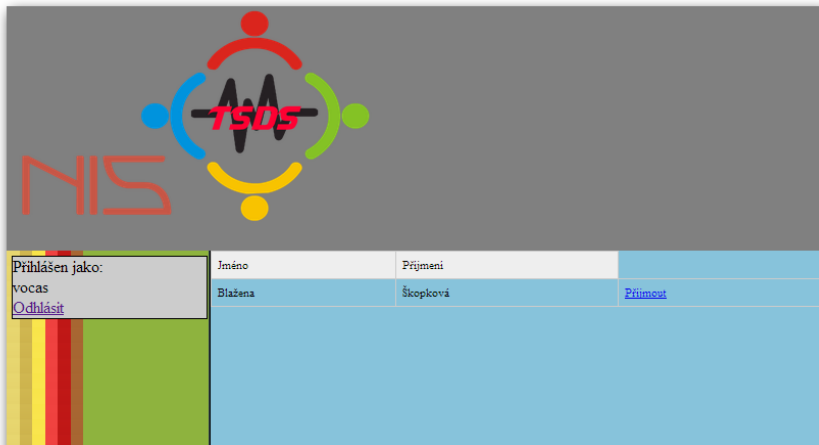 TSDS
NIS
Přihlášen jako:
vocas
Odhlásit
Jméno Příjmení
Blažena Škopková Přijmout